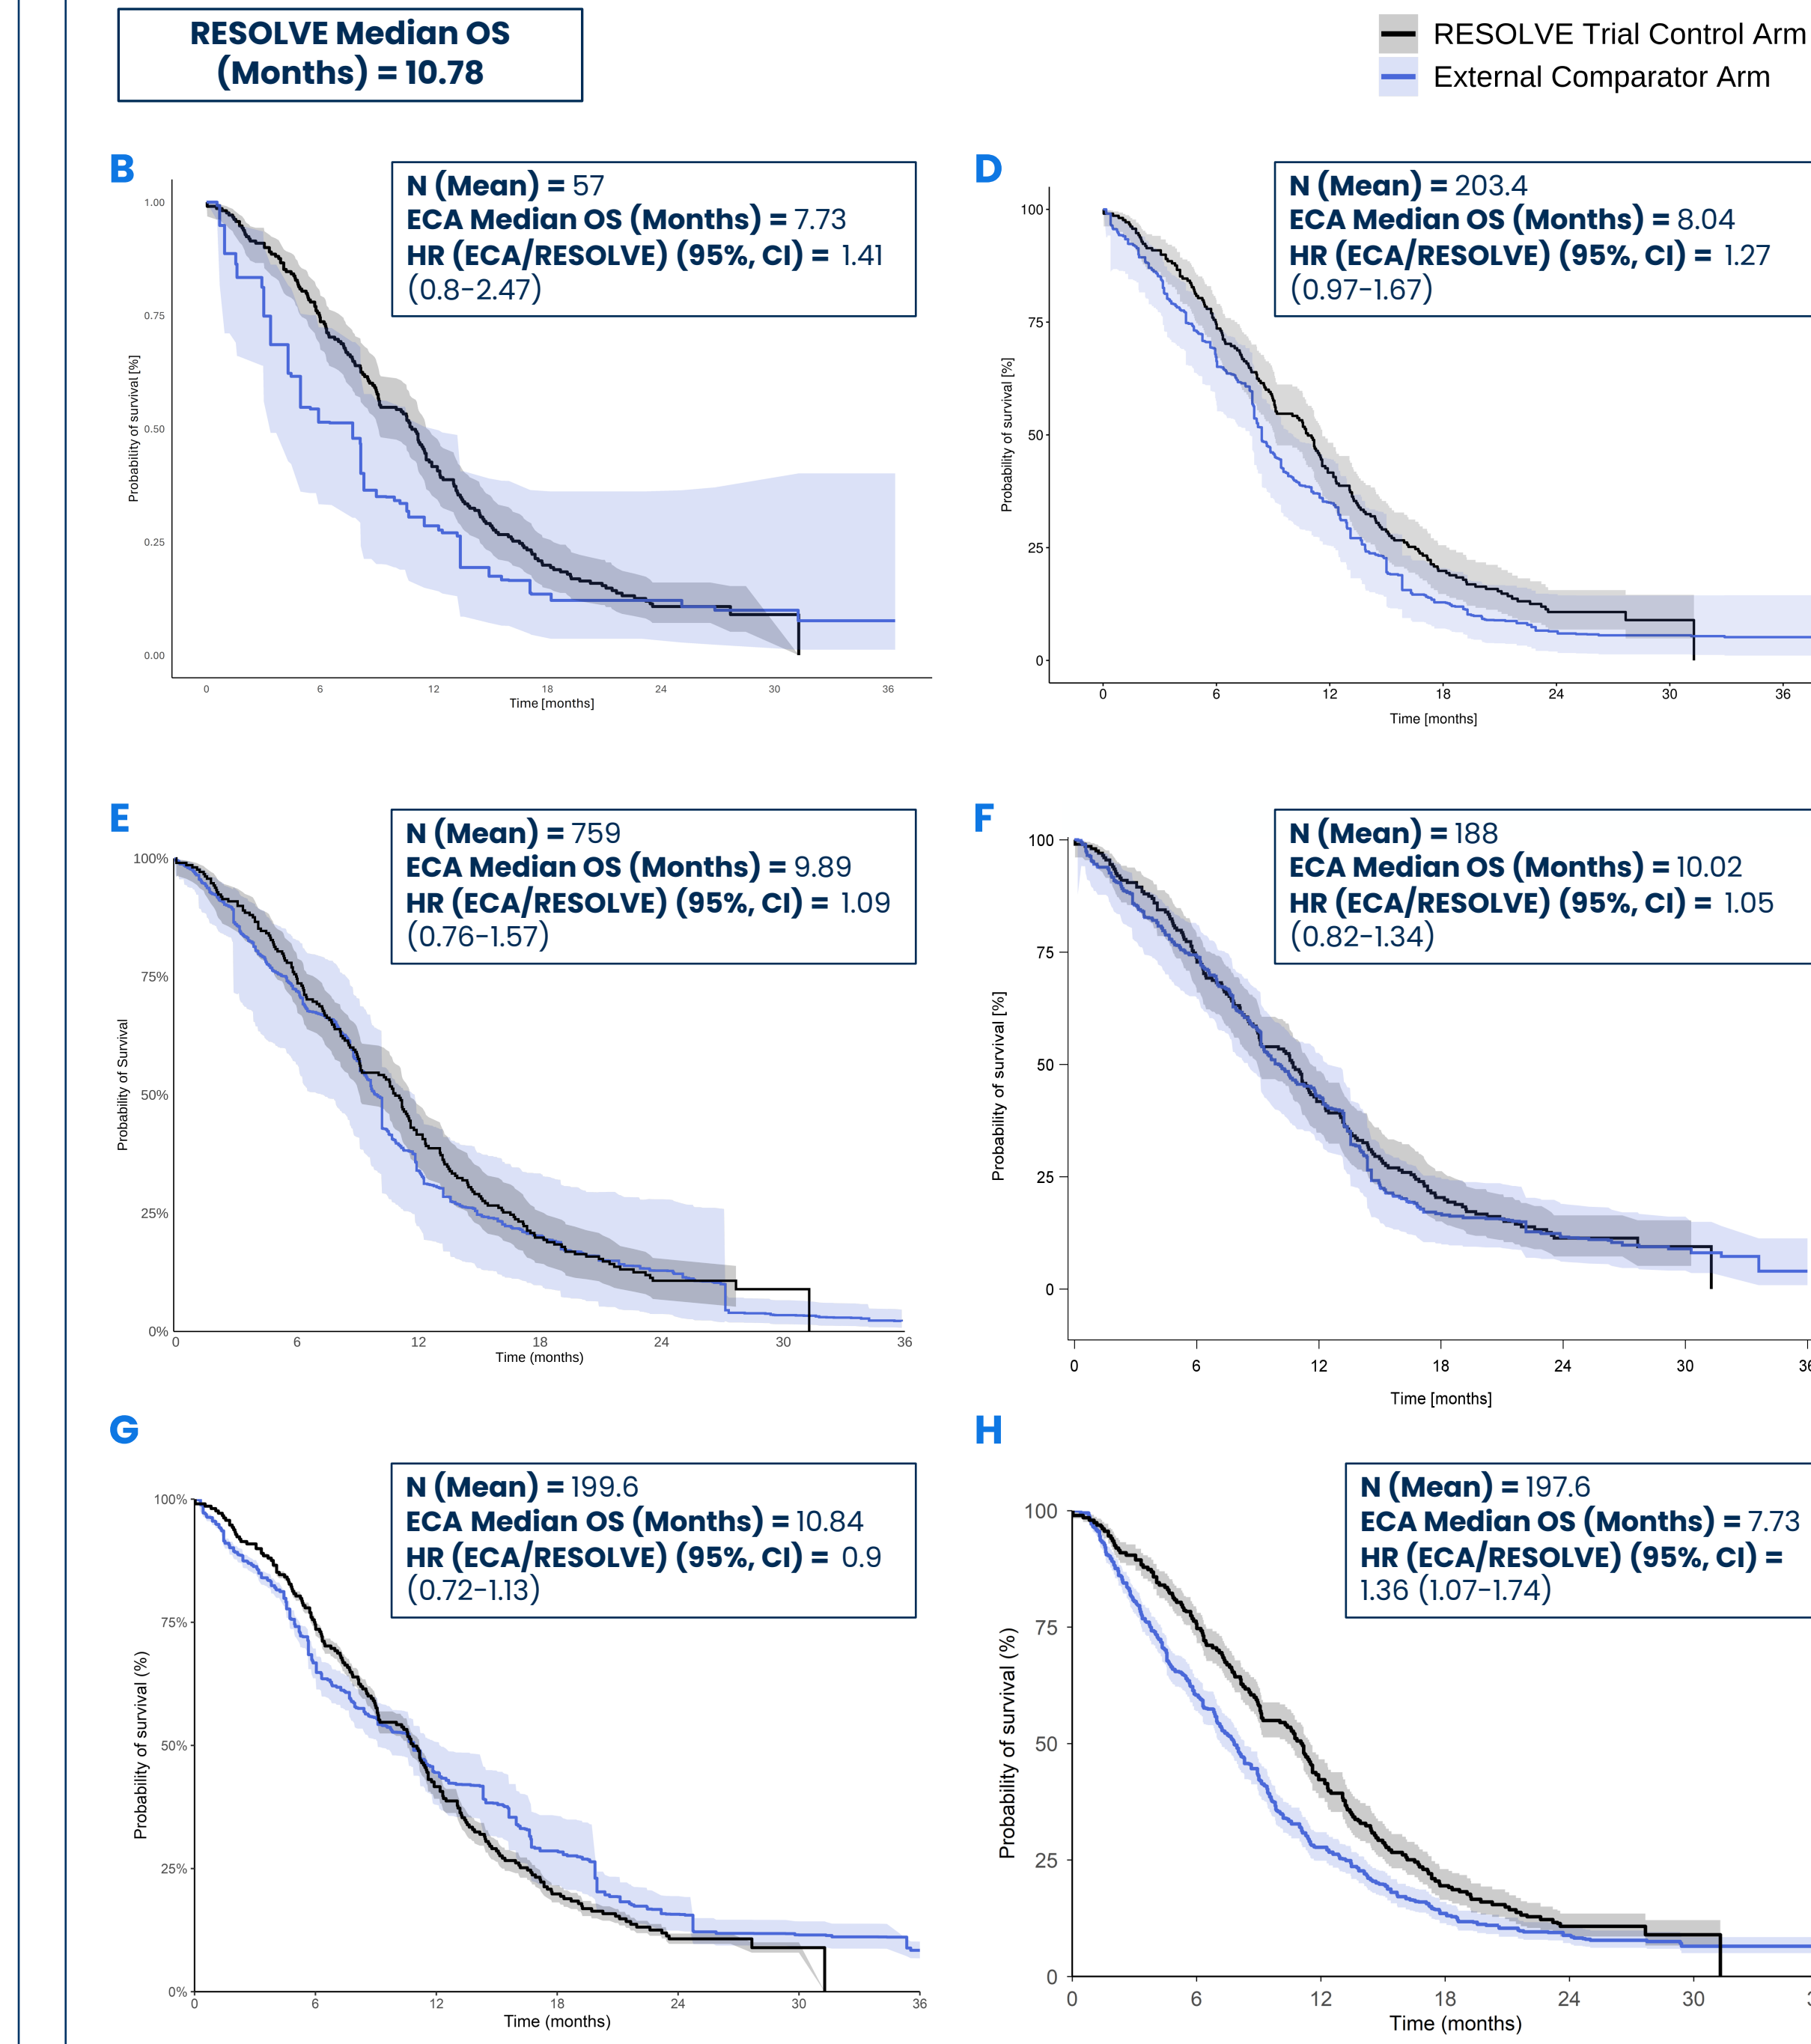 RESOLVE Median OS
(Months) = 10.78
RESOLVE Trial Control Arm
External Comparator Arm
B
N (Mean) = 57
ECA Median OS (Months) = 7.73
HR (ECA/RESOLVE) (95%, CI) = 1.41
(0.8-2.47)
Probability of survival [%]
1.00
0.75
0.50
0.25
0.00
0 6 12 18 24 30 36
Time [months]
D
N (Mean) = 203.4
ECA Median OS (Months) = 8.04
HR (ECA/RESOLVE) (95%, CI) = 1.27
(0.97-1.67)
Probability of survival [%]
100
75
50
25
0
0 6 12 18 24 30 36
Time [months]
E
N (Mean) = 759
ECA Median OS (Months) = 9.89
HR (ECA/RESOLVE) (95%, CI) = 1.09
(0.76-1.57)
Probability of Survival
100%
75%
50%
25%
0%
0 6 12 18 24 30 36
Time (months)
F
N (Mean) = 188
ECA Median OS (Months) = 10.02
HR (ECA/RESOLVE) (95%, CI) = 1.05
(0.82-1.34)
Probability of survival [%]
100
75
50
25
0
0 6 12 18 24 30
Time [months]
G
N (Mean) = 199.6
ECA Median OS (Months) = 10.84
HR (ECA/RESOLVE) (95%, CI) = 0.9
(0.72-1.13)
Probability of survival (%)
100%
75%
50%
25%
0%
0 6 12 18 24 30 36
Time (months)
H
N (Mean) = 197.6
ECA Median OS (Months) = 7.73
HR (ECA/RESOLVE) (95%, CI) =
1.36 (1.07-1.74)
Probability of survival (%)
100
75
50
25
0
0 6 12 18 24 30
Time (months)